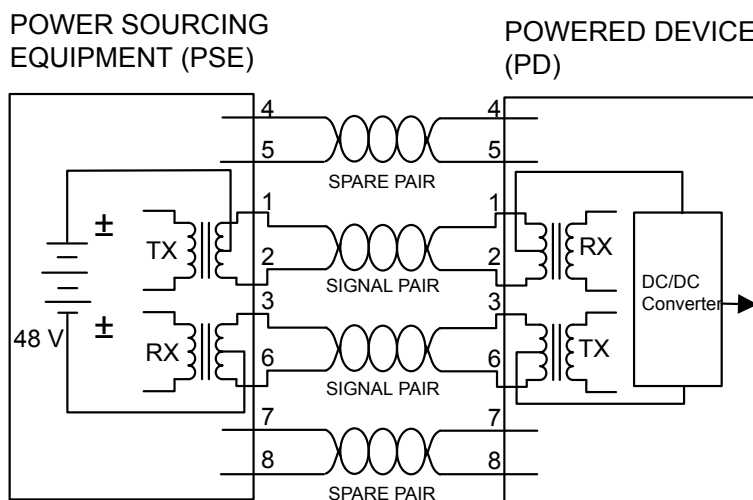 POWER SOURCING
EQUIPMENT (PSE)
POWERED DEVICE
(PD)
4
4
5
5
SPARE PAIR
1
1
±
TX
RX
2
2
SIGNAL PAIR
DC/DC
Converter
3
3
±
48 V
RX
TX
6
6
SIGNAL PAIR
7
7
8
8
SPARE PAIR